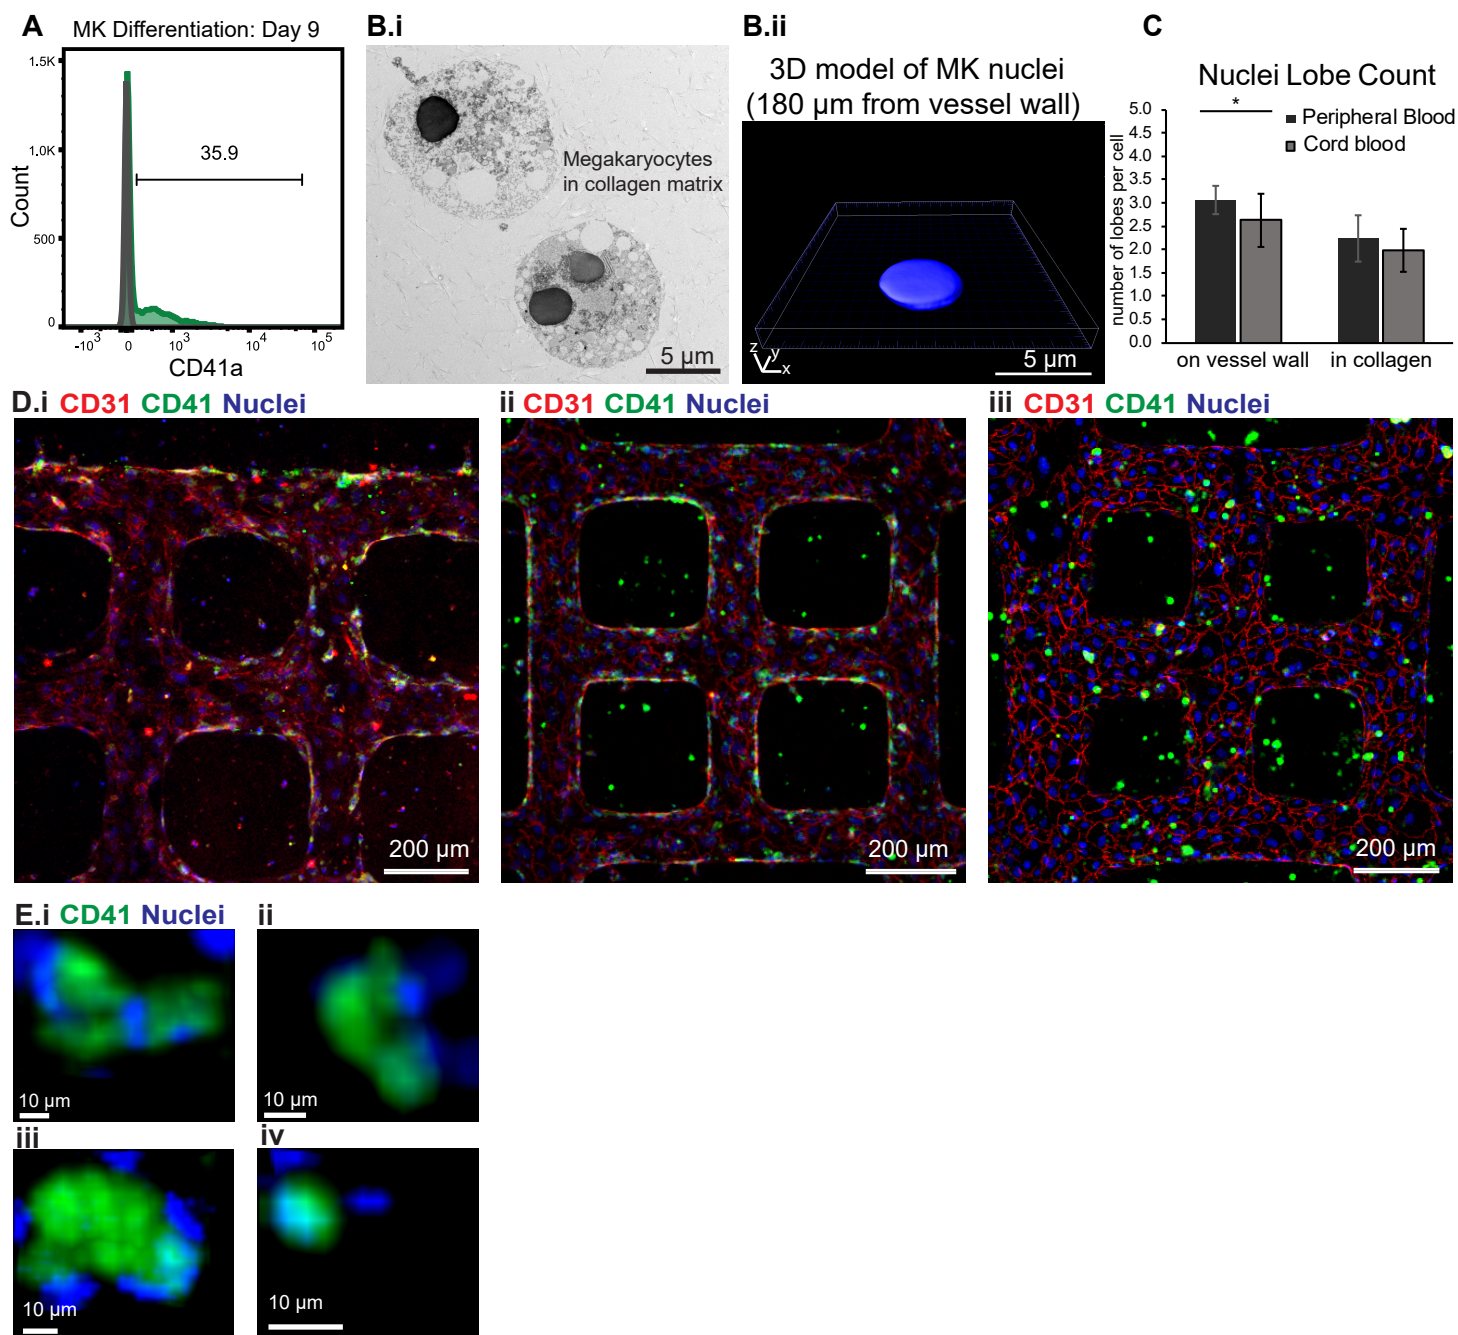 A
MK Differentiation: Day 9
1.5K
1.0K
500
0
Count
35.9
-10³ 0 10³ 10⁴ 10⁵
CD41a
B.i
Megakaryocytes
in collagen matrix
5 µm
B.ii
3D model of MK nuclei
(180 µm from vessel wall)
z y x
5 µm
C
Nuclei Lobe Count
number of lobes per cell
5.0
4.5
4.0
3.5
3.0
2.5
2.0
1.5
1.0
0.5
0.0
*
Peripheral Blood
Cord blood
on vessel wall in collagen
D.i CD31 CD41 Nuclei
200 µm
ii CD31 CD41 Nuclei
200 µm
iii CD31 CD41 Nuclei
200 µm
E.i CD41 Nuclei
10 µm
ii
10 µm
iii
10 µm
iv
10 µm